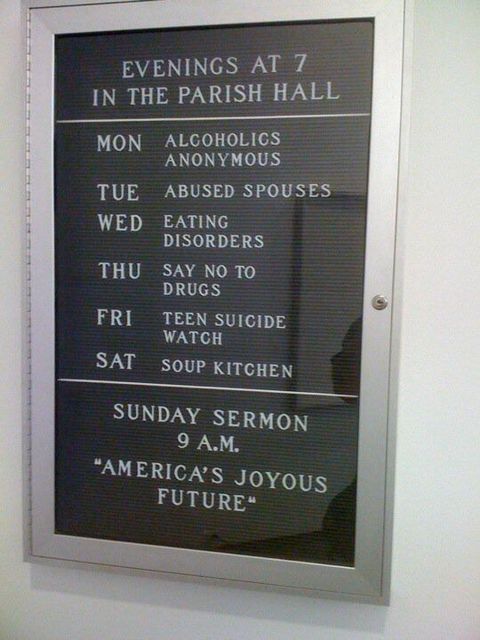 EVENINGS AT 7
IN THE PARISH HALL
MON ALCOHOLICS
ANONYMOUS
TUE ABUSED SPOUSES
WED EATING
DISORDERS
THU SAY NO TO
DRUGS
FRI TEEN SUICIDE
WATCH
SAT SOUP KITCHEN
SUNDAY SERMON
9 A.M.
"AMERICA'S JOYOUS
FUTURE"